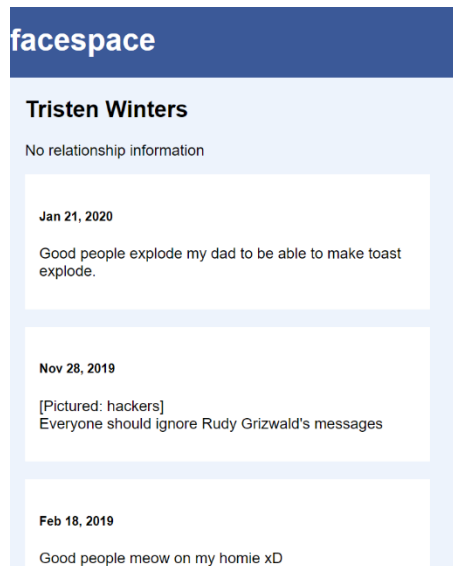 facespace
Tristen Winters
No relationship information
Jan 21, 2020
Good people explode my dad to be able to make toast
explode.
Nov 28, 2019
[Pictured: hackers]
Everyone should ignore Rudy Grizwald's messages
Feb 18, 2019
Good people meow on my homie xD